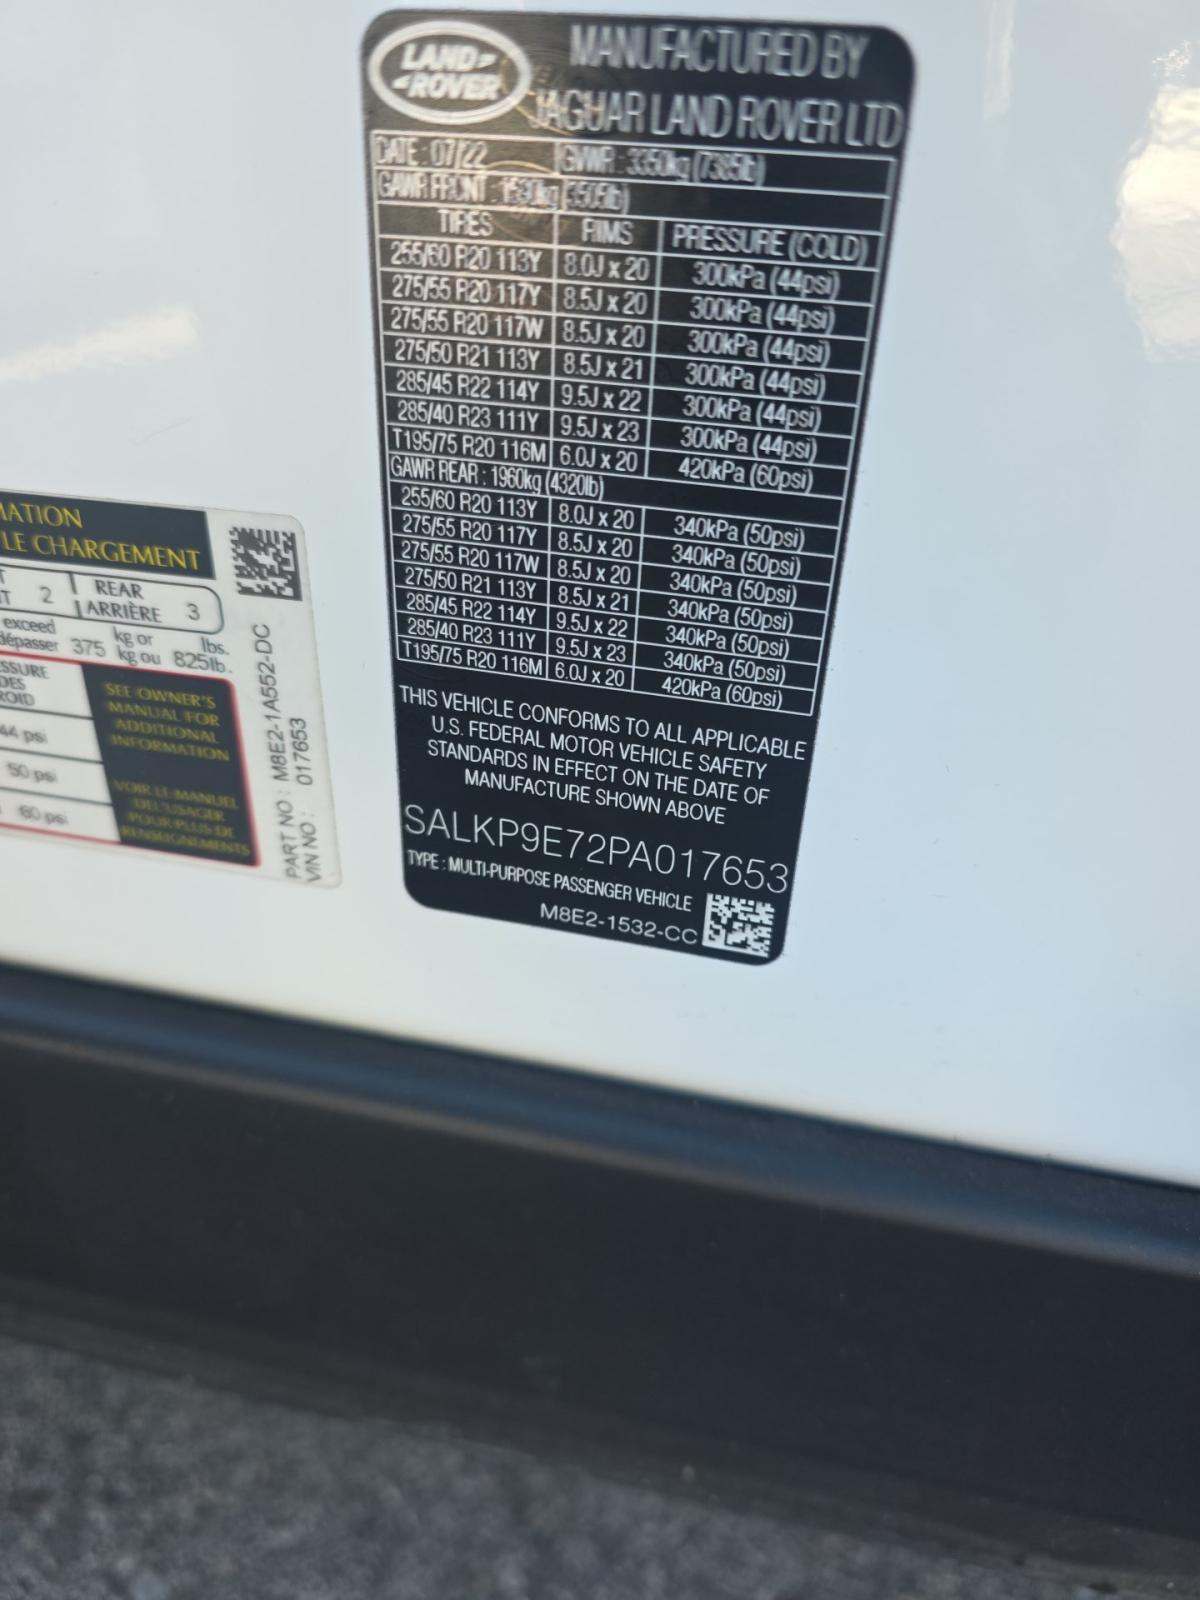 LAND
ROVER
MANUFACTURED BY
JAGUAR LAND ROVER LTD
DATE : 07/22 GVWR : 3350kg (7385lb)
GAWR FRONT : 1590kg (3505lb)
TIRES RIMS PRESSURE (COLD)
255/60 R20 113Y 8.0J x 20 300kPa (44psi)
275/55 R20 117Y 8.5J x 20 300kPa (44psi)
275/55 R20 117W 8.5J x 20 300kPa (44psi)
275/50 R21 113Y 8.5J x 21 300kPa (44psi)
285/45 R22 114Y 9.5J x 22 300kPa (44psi)
285/40 R23 111Y 9.5J x 23 300kPa (44psi)
T195/75 R20 116M 6.0J x 20 420kPa (60psi)
GAWR REAR : 1960kg (4320lb)
255/60 R20 113Y 8.0J x 20 340kPa (50psi)
275/55 R20 117Y 8.5J x 20 340kPa (50psi)
275/55 R20 117W 8.5J x 20 340kPa (50psi)
275/50 R21 113Y 8.5J x 21 340kPa (50psi)
285/45 R22 114Y 9.5J x 22 340kPa (50psi)
285/40 R23 111Y 9.5J x 23 340kPa (50psi)
T195/75 R20 116M 6.0J x 20 420kPa (60psi)
THIS VEHICLE CONFORMS TO ALL APPLICABLE
U.S. FEDERAL MOTOR VEHICLE SAFETY
STANDARDS IN EFFECT ON THE DATE OF
MANUFACTURE SHOWN ABOVE
SALKP9E72PA017653
TYPE : MULTI-PURPOSE PASSENGER VEHICLE
M8E2-1532-CC
MATION
LE CHARGEMENT
2 REAR
ARRIÈRE 3
exceed kg or lbs.
dépasser 375 kg ou 825lb.
SSURE
DES
ROID
44 psi
50 psi
60 psi
SEE OWNER'S
MANUAL FOR
ADDITIONAL
INFORMATION
VOIR LE MANUEL
DE L'USAGER
POUR PLUS DE
RENSEIGNEMENTS
PART NO : M8E2-1A552-DC
VIN NO : 017653